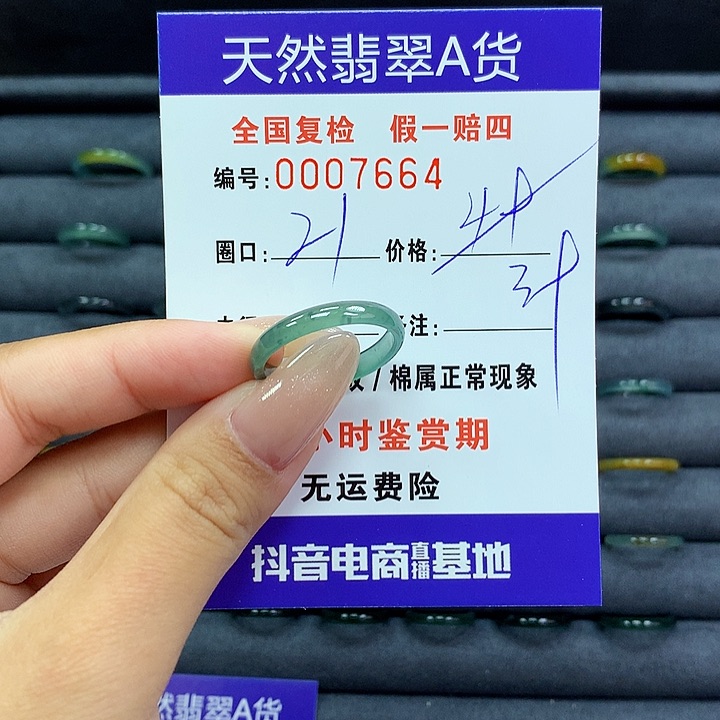 天然翡翠A货
全国复检 假一赔四
编号:0007664
圈口: 21 价格:
注:
/棉属正常现象
小时鉴赏期
无运费险
抖音电商直播基地
然翡翠A货